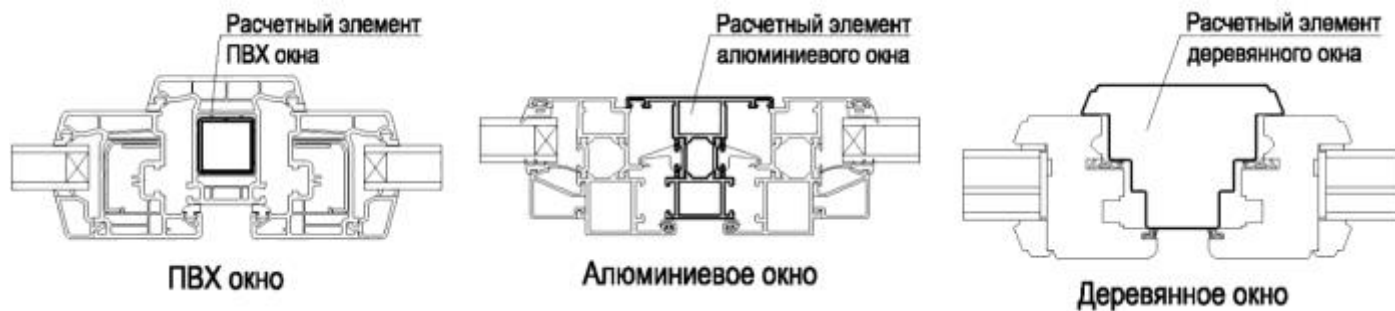 Расчетный элемент
ПВХ окна
Расчетный элемент
алюминиевого окна
Расчетный элемент
деревянного окна
ПВХ окно
Алюминиевое окно
Деревянное окно